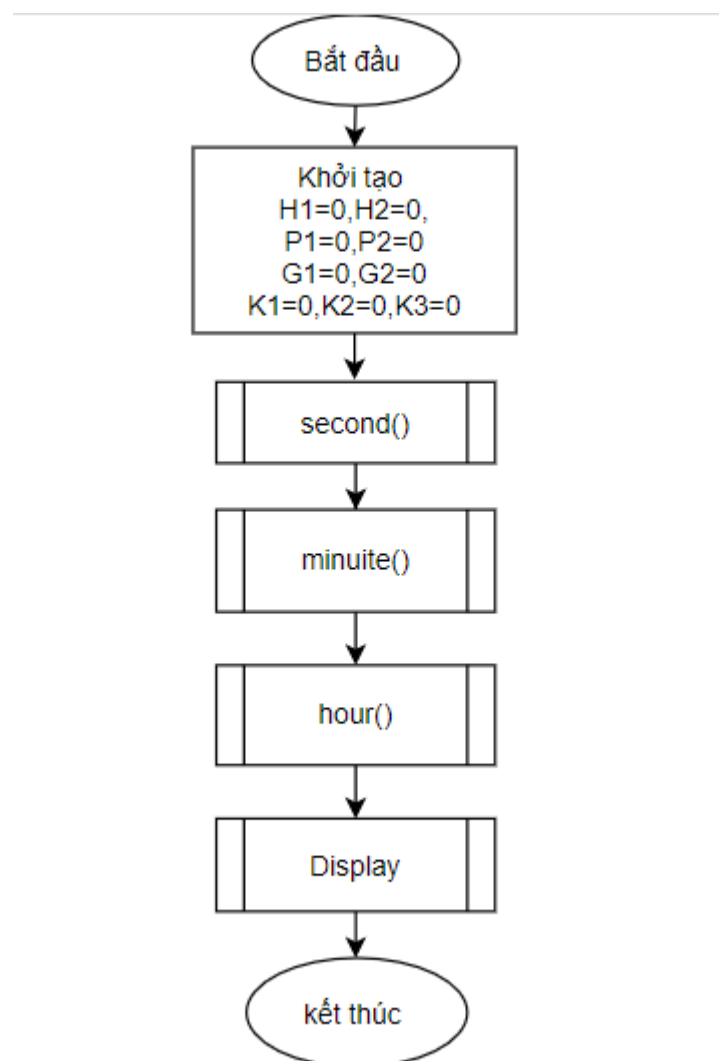 Bắt đầu
Khởi tạo
H1=0,H2=0,
P1=0,P2=0
G1=0,G2=0
K1=0,K2=0,K3=0
second()
minuite()
hour()
Display
kết thúc